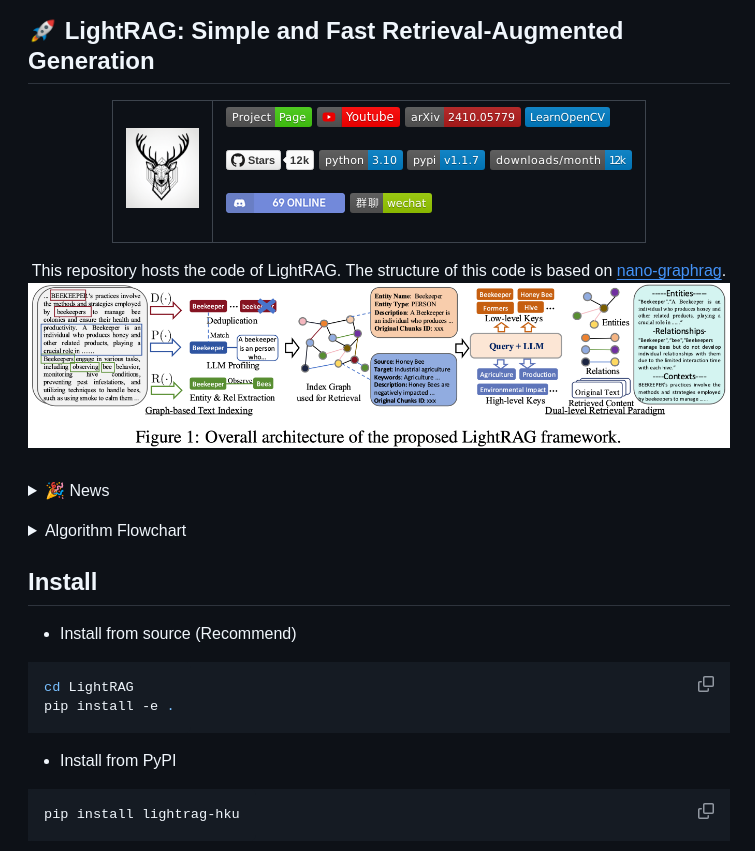 🚀 LightRAG: Simple and Fast Retrieval-Augmented
Generation
Project Page
Youtube
arXiv 2410.05779
LearnOpenCV
Stars 12k
python 3.10
pypi v1.1.7
downloads/month 12k
69 ONLINE
群聊 wechat
This repository hosts the code of LightRAG. The structure of this code is based on nano-graphrag.
... BEEKEEPER's practices involve
the methods and strategies employed
by beekeepers to manage bee
colonies and ensure their health and
productivity. A Beekeeper is an
individual who produces honey and
other related products, playing a
crucial role in ......
Beekeepers engage in various tasks,
including observing bee behavior,
monitoring hive conditions,
preventing pest infestations, and
utilizing techniques to handle bees,
such as using smoke to calm them ...
D(·)
Beekeeper ... beekeeper
Deduplication
P(·)
Match
Beekeeper
A beekeeper
is an person
who...
LLM Profiling
R(·)
Beekeeper Observe Bees
Entity & Rel Extraction
Graph-based Text Indexing
Index Graph
used for Retrieval
Entity Name: Beekeeper
Entity Type: PERSON
Description: A Beekeeper is
an individual who produces ...
Original Chunks ID: xxx
Source: Honey Bee
Target: Industrial agriculture
Keywords: Agriculture ...
Description: Honey Bees are
negatively impacted ...
Original Chunks ID: xxx
Beekeeper Honey Bee
Farmers Hive ...
Low-level Keys
Query + LLM
Agriculture Production
Environmental Impact ...
High-level Keys
Entities
Relations
Original Text
Retrieved Content
Dual-level Retrieval Paradigm
-----Entities-----
"Beekeeper","A Beekeeper is an
individual who produces honey and
other related products, playing a
crucial role in ....."
-Relationships-
"Beekeeper","bee","Beekeepers
manage bees but do not develop
individual relationships with them
due to the limited interaction time
with each hive."
----Contexts----
BEEKEEPER's practices involve the
methods and strategies employed
by beekeepers to manage .....
Figure 1: Overall architecture of the proposed LightRAG framework.
▶ 🎉 News
▶ Algorithm Flowchart
Install
• Install from source (Recommend)
cd LightRAG
pip install -e .
• Install from PyPI
pip install lightrag-hku